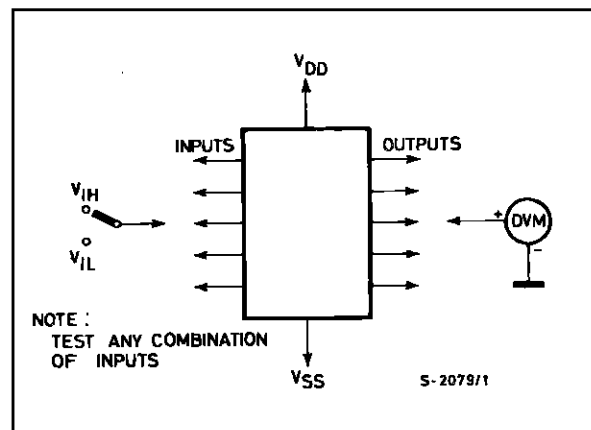 VDD
INPUTS
OUTPUTS
VIH
VIL
+
DVM
-
NOTE :
TEST ANY COMBINATION
OF INPUTS
VSS
S-2079/1